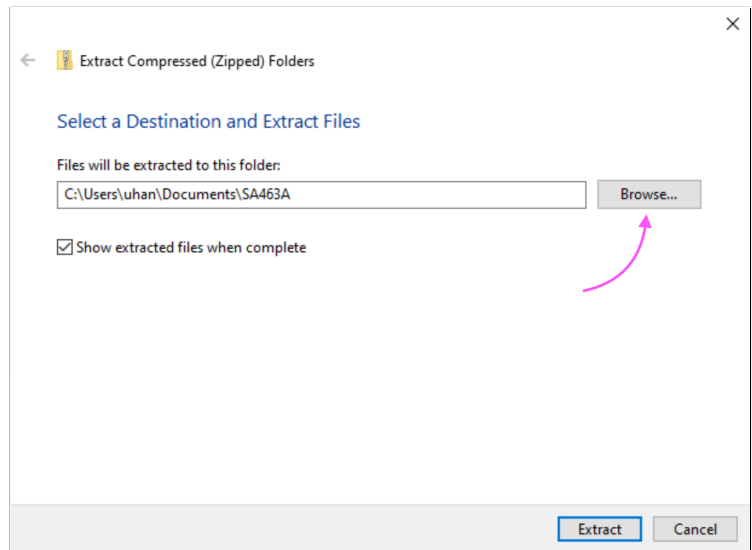 Extract Compressed (Zipped) Folders
Select a Destination and Extract Files
Files will be extracted to this folder:
C:\Users\uhan\Documents\SA463A
Browse...
Show extracted files when complete
Extract
Cancel